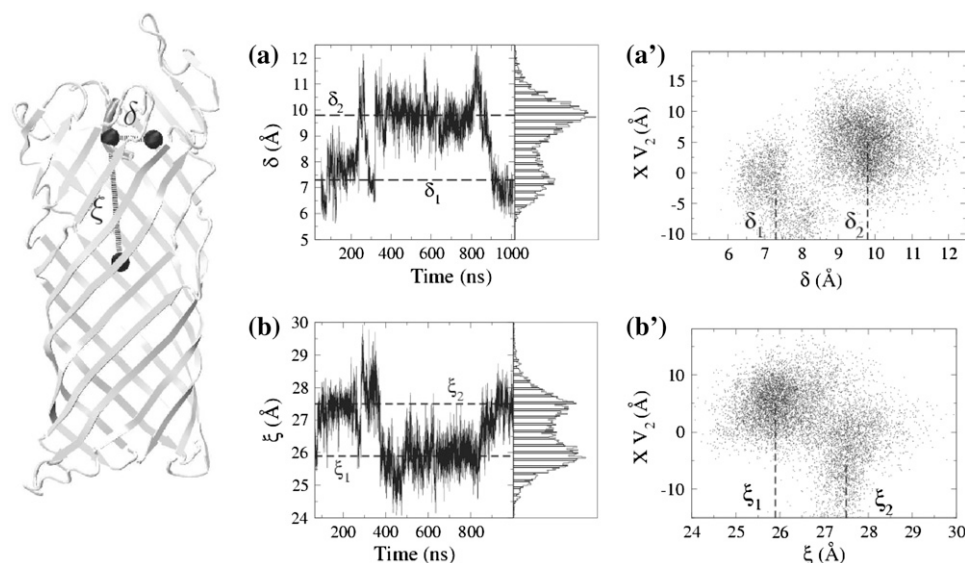 δ
ξ
(a)
δ (Å)
12
11
10
9
8
7
6
5
δ₂
δ₁
200 400 600 800 1000
Time (ns)
(a')
X V₂ (Å)
15
10
5
0
-5
-10
δ₁ δ₂
6 7 8 9 10 11 12
δ (Å)
(b)
ξ (Å)
30
29
28
27
26
25
24
ξ₂
ξ₁
200 400 600 800
Time (ns)
(b')
X V₂ (Å)
10
0
-10
ξ₁ ξ₂
24 25 26 27 28 29 30
ξ (Å)